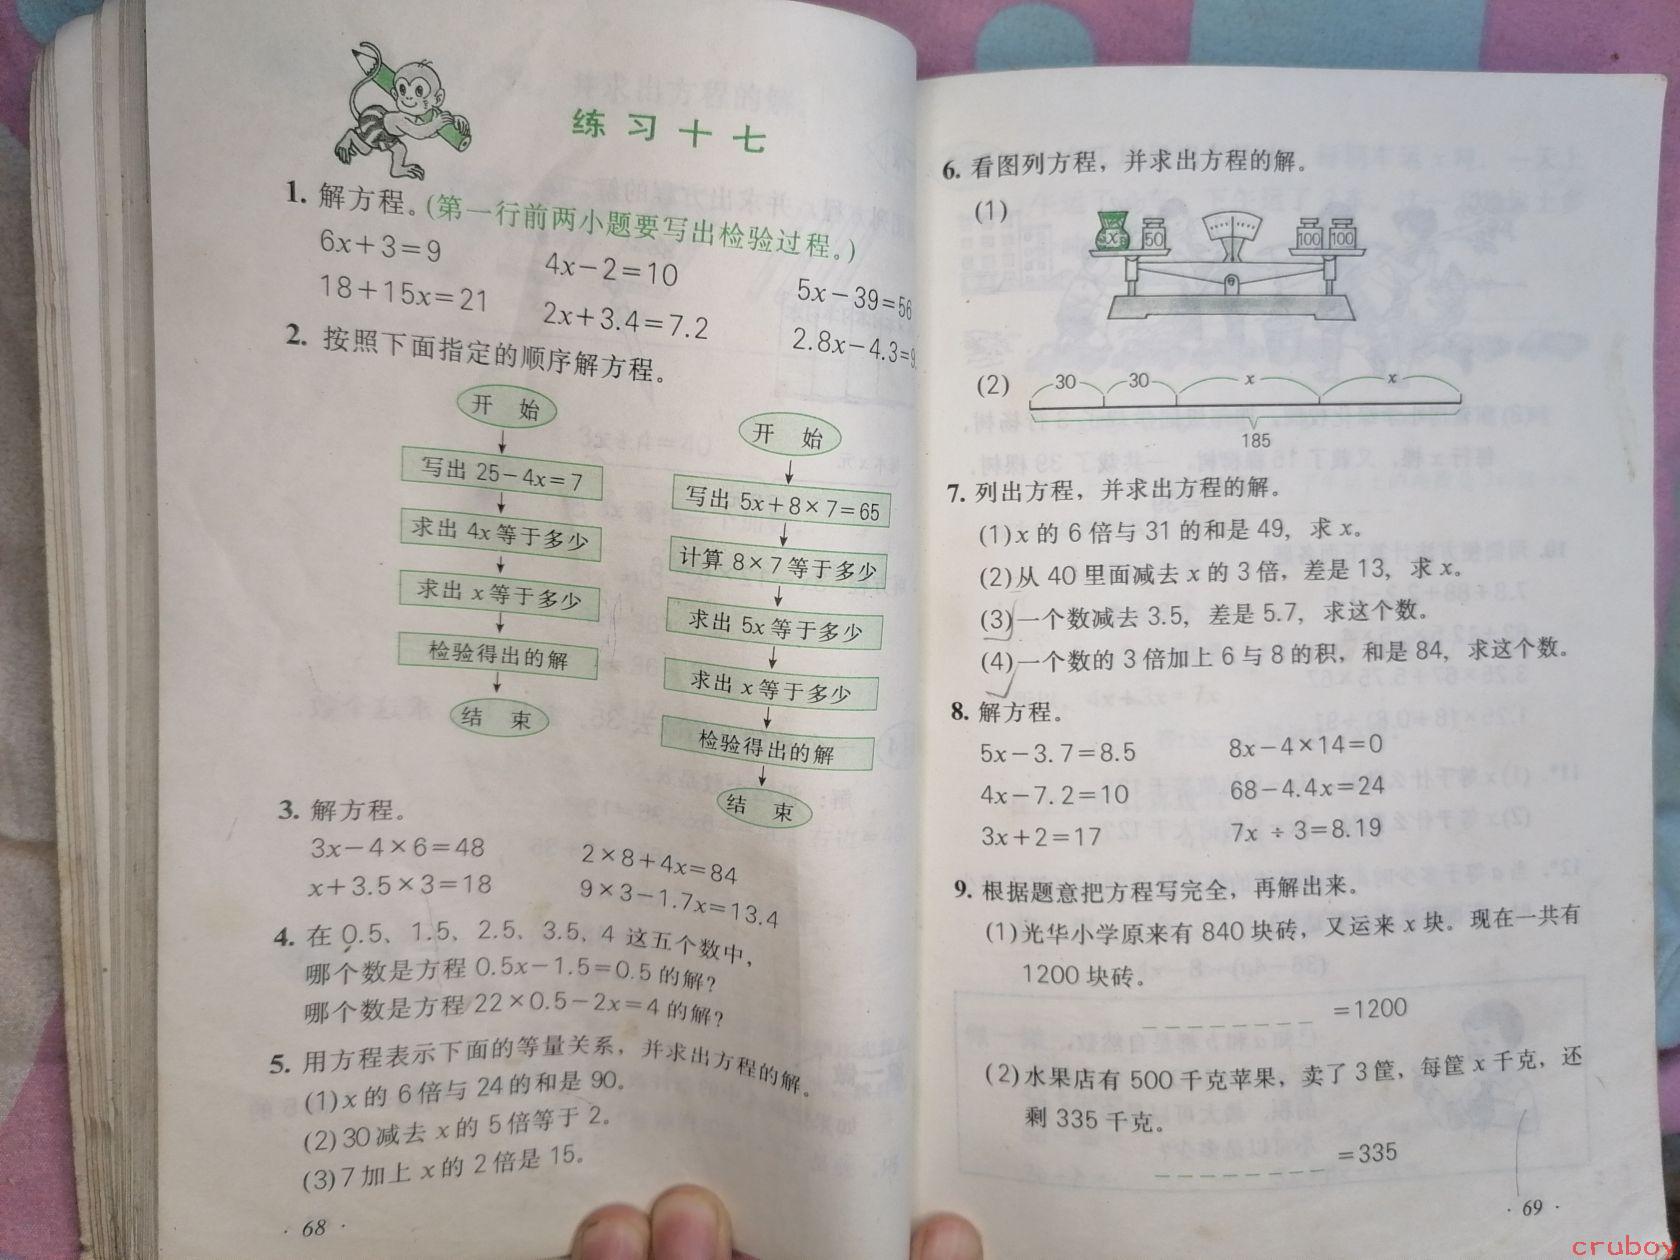 练习十七
1. 解方程。(第一行前两小题要写出检验过程。)
6x+3=9 4x-2=10 5x-39=56
18+15x=21 2x+3.4=7.2 2.8x-4.3=9.
2. 按照下面指定的顺序解方程。
开 始
写出 25-4x=7
求出 4x 等于多少
求出 x 等于多少
检验得出的解
结 束
开 始
写出 5x+8×7=65
计算 8×7 等于多少
求出 5x 等于多少
求出 x 等于多少
检验得出的解
结 束
3. 解方程。
3x-4×6=48 2×8+4x=84
x+3.5×3=18 9×3-1.7x=13.4
4. 在 0.5、1.5、2.5、3.5、4 这五个数中，
哪个数是方程 0.5x-1.5=0.5 的解?
哪个数是方程 22×0.5-2x=4 的解?
5. 用方程表示下面的等量关系，并求出方程的解。
(1)x 的 6倍与 24的和是 90。
(2)30减去 x 的 5倍等于 2。
(3)7加上 x 的 2倍是 15。
· 68 ·
6. 看图列方程，并求出方程的解。
(1)
x 50 100 100
(2) 30 30 x x
185
7. 列出方程，并求出方程的解。
(1)x 的 6 倍与 31 的和是 49，求 x。
(2)从 40 里面减去 x 的 3 倍，差是 13，求 x。
(3)一个数减去 3.5，差是 5.7，求这个数。
(4)一个数的 3 倍加上 6 与 8 的积，和是 84，求这个数。
8. 解方程。
5x-3.7=8.5 8x-4×14=0
4x-7.2=10 68-4.4x=24
3x+2=17 7x÷3=8.19
9. 根据题意把方程写完全，再解出来。
(1)光华小学原来有 840 块砖，又运来 x 块。现在一共有
1200 块砖。
=1200
(2)水果店有 500 千克苹果，卖了 3 筐，每筐 x 千克，还
剩 335 千克。
=335
· 69 ·
cruboy